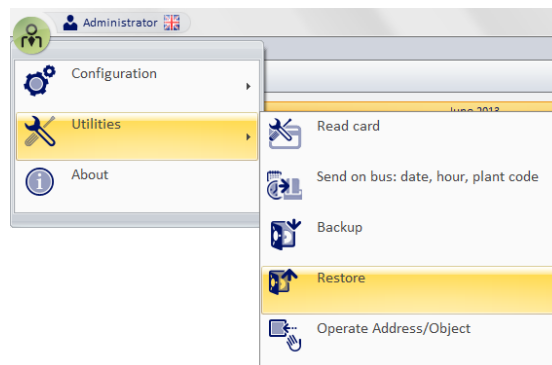 Administrator
Configuration
Utilities
About
June 2013
Read card
Send on bus: date, hour, plant code
Backup
Restore
Operate Address/Object